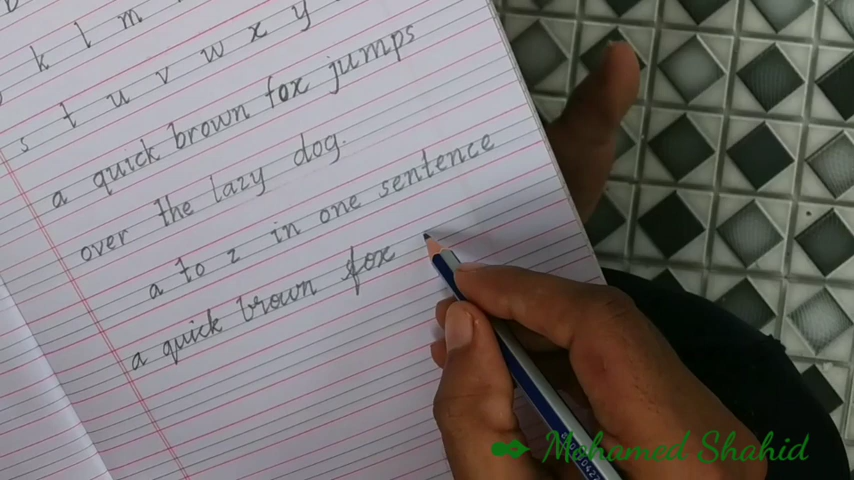 k l m
s t u v w x y
a quick brown fox jumps
over the lazy dog.
a to z in one sentence
a quick brown fox
Mohamed Shahid